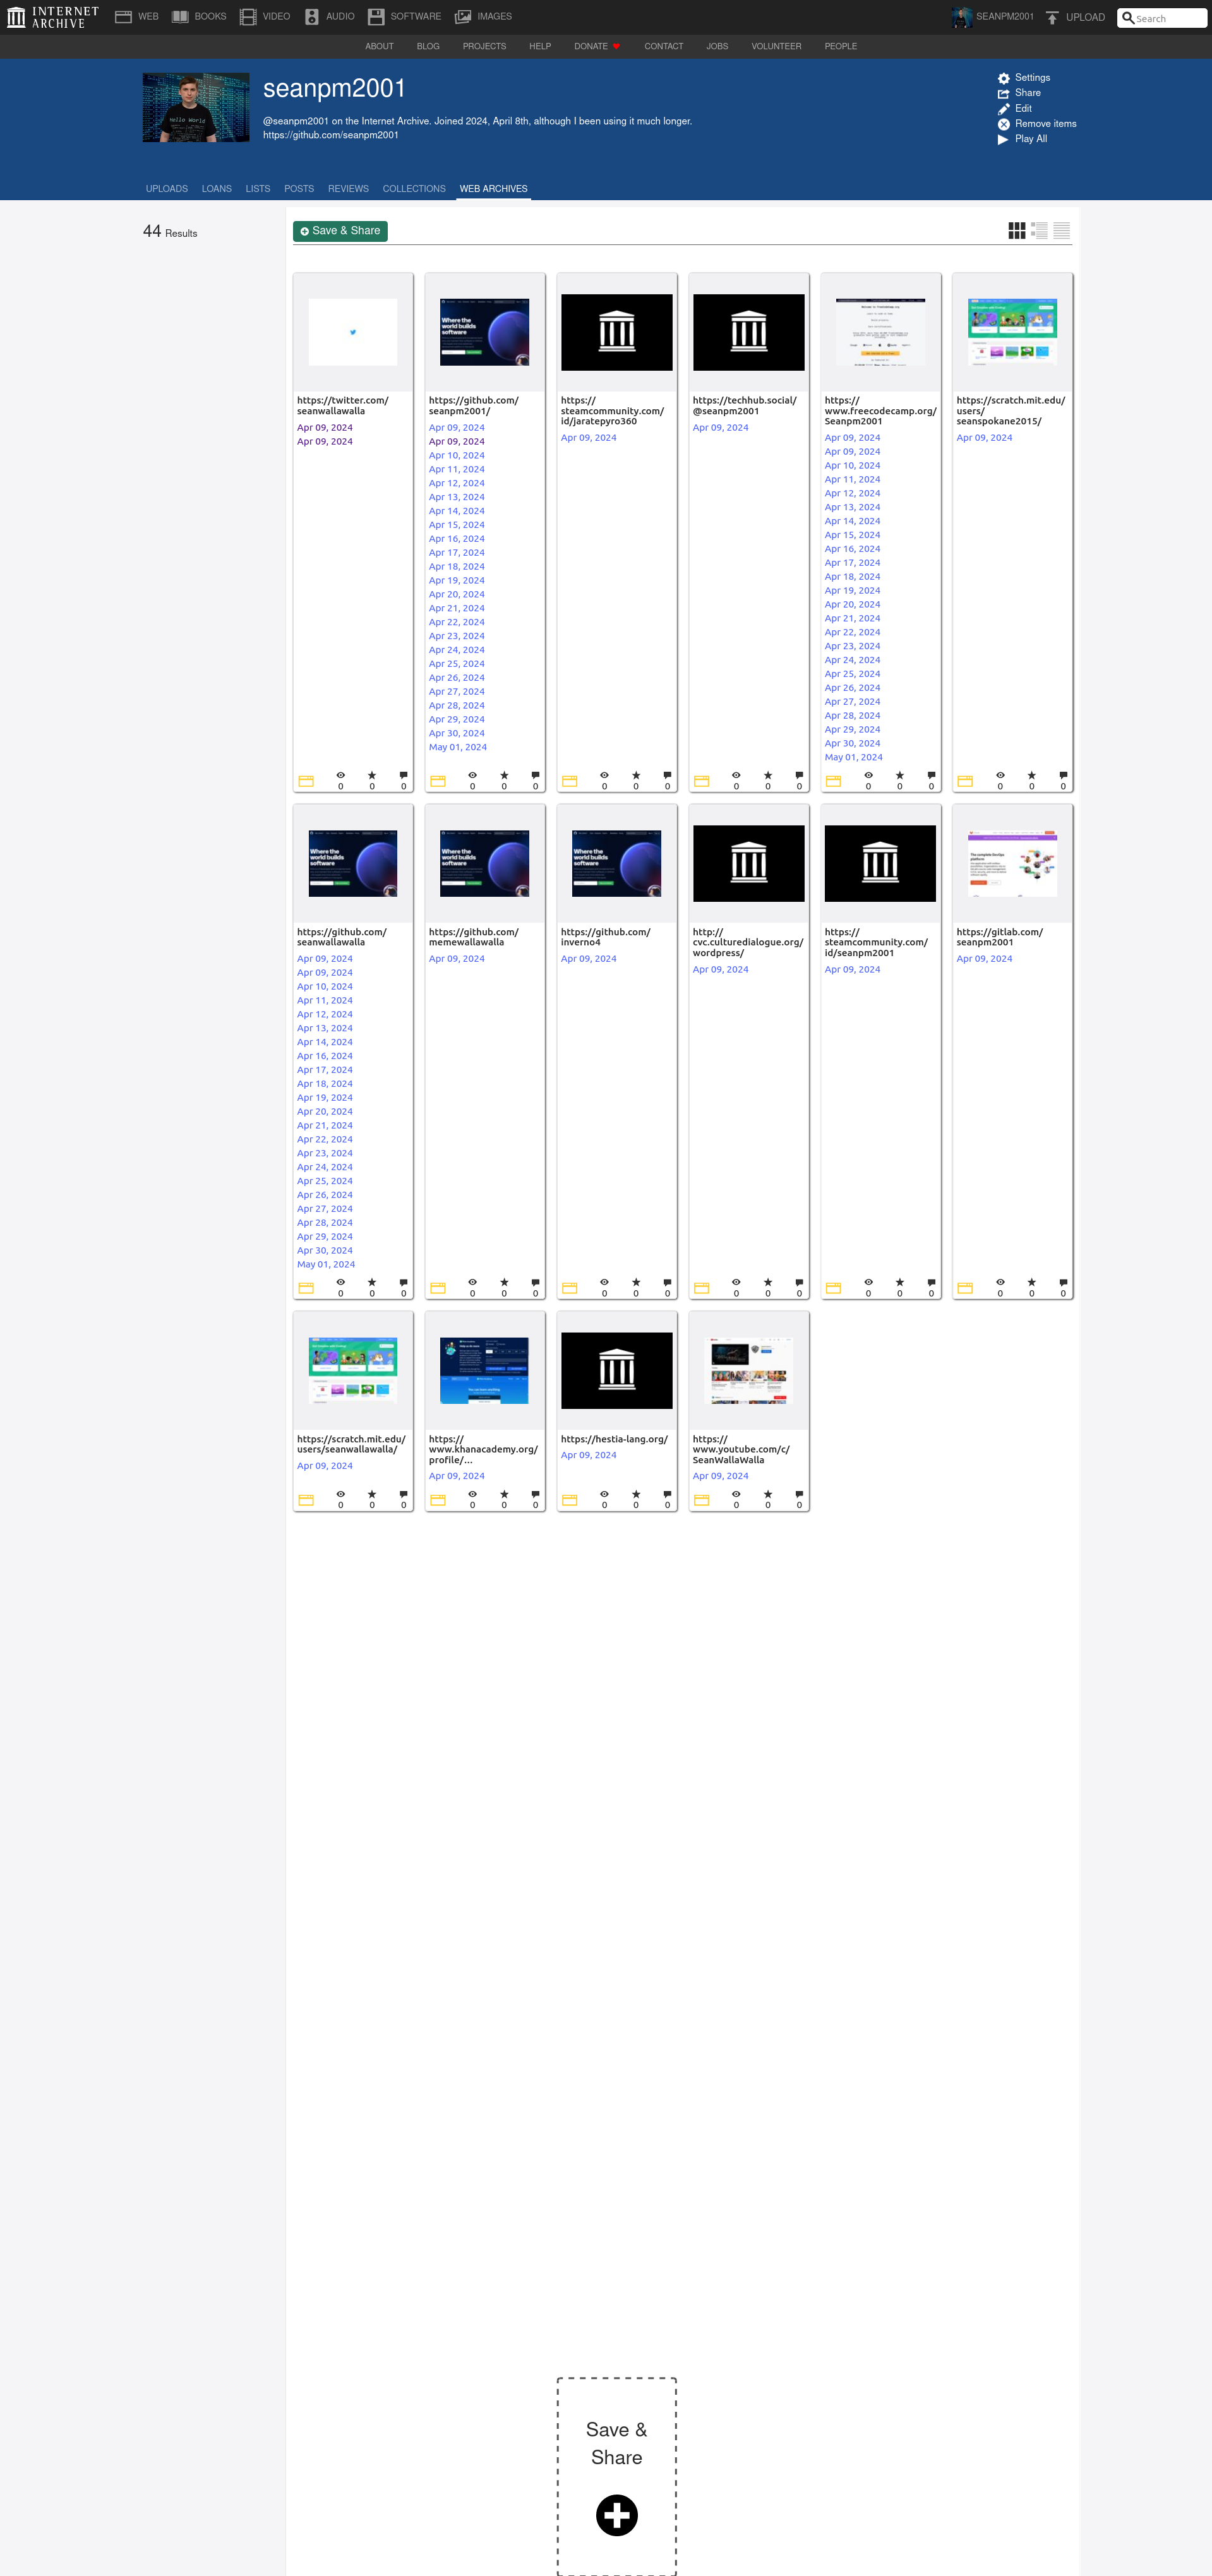 INTERNET ARCHIVE
WEB BOOKS VIDEO AUDIO SOFTWARE IMAGES SEANPM2001 UPLOAD Search
ABOUT BLOG PROJECTS HELP DONATE CONTACT JOBS VOLUNTEER PEOPLE
seanpm2001
@seanpm2001 on the Internet Archive. Joined 2024, April 8th, although I been using it much longer.
https://github.com/seanpm2001
Settings
Share
Edit
Remove items
Play All
UPLOADS LOANS LISTS POSTS REVIEWS COLLECTIONS WEB ARCHIVES
44 Results
Save & Share
https://twitter.com/
seanwallawalla
Apr 09, 2024
Apr 09, 2024
0 0 0
Where the
world builds
software
https://github.com/
seanpm2001/
Apr 09, 2024
Apr 09, 2024
Apr 10, 2024
Apr 11, 2024
Apr 12, 2024
Apr 13, 2024
Apr 14, 2024
Apr 15, 2024
Apr 16, 2024
Apr 17, 2024
Apr 18, 2024
Apr 19, 2024
Apr 20, 2024
Apr 21, 2024
Apr 22, 2024
Apr 23, 2024
Apr 24, 2024
Apr 25, 2024
Apr 26, 2024
Apr 27, 2024
Apr 28, 2024
Apr 29, 2024
Apr 30, 2024
May 01, 2024
0 0 0
https://
steamcommunity.com/
id/jaratepyro360
Apr 09, 2024
0 0 0
https://techhub.social/
@seanpm2001
Apr 09, 2024
0 0 0
https://
www.freecodecamp.org/
Seanpm2001
Apr 09, 2024
Apr 09, 2024
Apr 10, 2024
Apr 11, 2024
Apr 12, 2024
Apr 13, 2024
Apr 14, 2024
Apr 15, 2024
Apr 16, 2024
Apr 17, 2024
Apr 18, 2024
Apr 19, 2024
Apr 20, 2024
Apr 21, 2024
Apr 22, 2024
Apr 23, 2024
Apr 24, 2024
Apr 25, 2024
Apr 26, 2024
Apr 27, 2024
Apr 28, 2024
Apr 29, 2024
Apr 30, 2024
May 01, 2024
0 0 0
https://scratch.mit.edu/
users/
seanspokane2015/
Apr 09, 2024
0 0 0
Where the
world builds
software
https://github.com/
seanwallawalla
Apr 09, 2024
Apr 09, 2024
Apr 10, 2024
Apr 11, 2024
Apr 12, 2024
Apr 13, 2024
Apr 14, 2024
Apr 16, 2024
Apr 17, 2024
Apr 18, 2024
Apr 19, 2024
Apr 20, 2024
Apr 21, 2024
Apr 22, 2024
Apr 23, 2024
Apr 24, 2024
Apr 25, 2024
Apr 26, 2024
Apr 27, 2024
Apr 28, 2024
Apr 29, 2024
Apr 30, 2024
May 01, 2024
0 0 0
Where the
world builds
software
https://github.com/
memewallawalla
Apr 09, 2024
0 0 0
Where the
world builds
software
https://github.com/
inverno4
Apr 09, 2024
0 0 0
http://
cvc.culturedialogue.org/
wordpress/
Apr 09, 2024
0 0 0
https://
steamcommunity.com/
id/seanpm2001
Apr 09, 2024
0 0 0
The complete DevOps
platform
https://gitlab.com/
seanpm2001
Apr 09, 2024
0 0 0
https://scratch.mit.edu/
users/seanwallawalla/
Apr 09, 2024
0 0 0
https://
www.khanacademy.org/
profile/…
Apr 09, 2024
0 0 0
https://hestia-lang.org/
Apr 09, 2024
0 0 0
https://
www.youtube.com/c/
SeanWallaWalla
Apr 09, 2024
0 0 0
Save &
Share